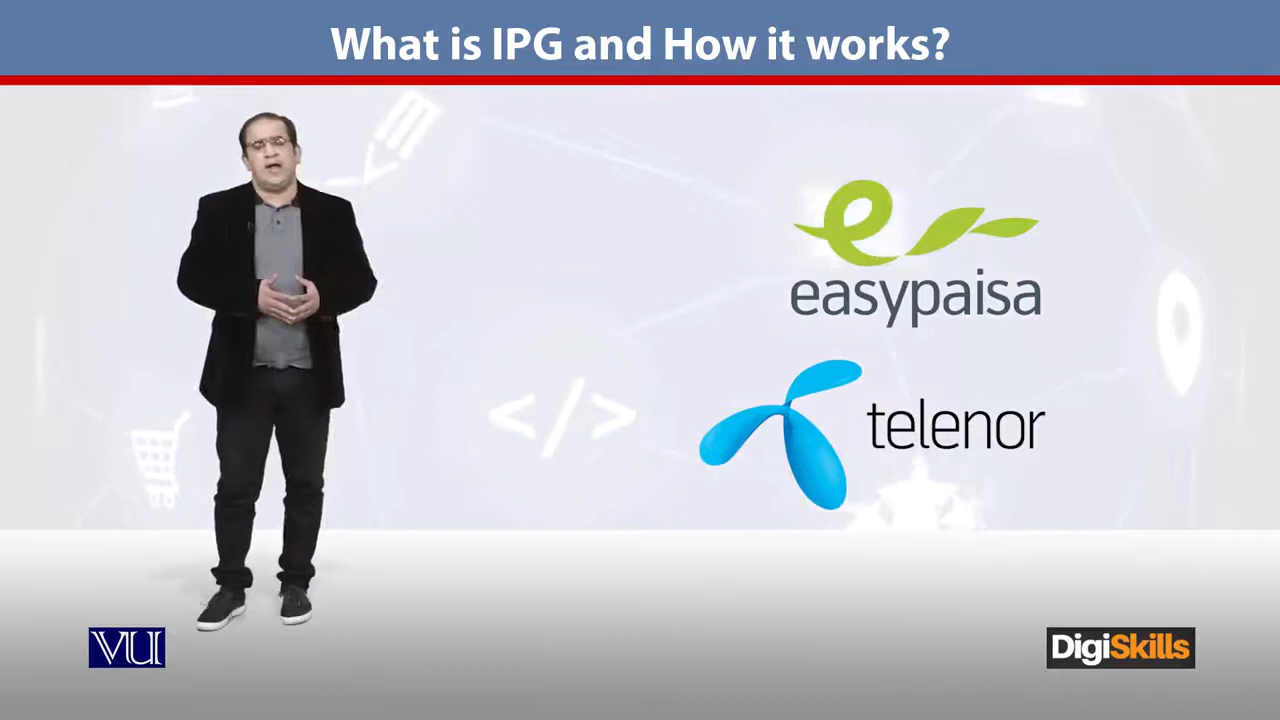 What is IPG and How it works?
easypaisa
telenor
</>
VU
DigiSkills